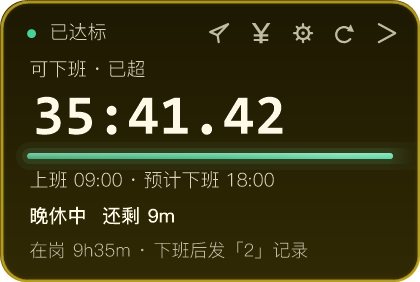 已达标 ¥
可下班 · 已超
35:41.42
上班 09:00 · 预计下班 18:00
晚休中 还剩 9m
在岗 9h35m · 下班后发「2」记录